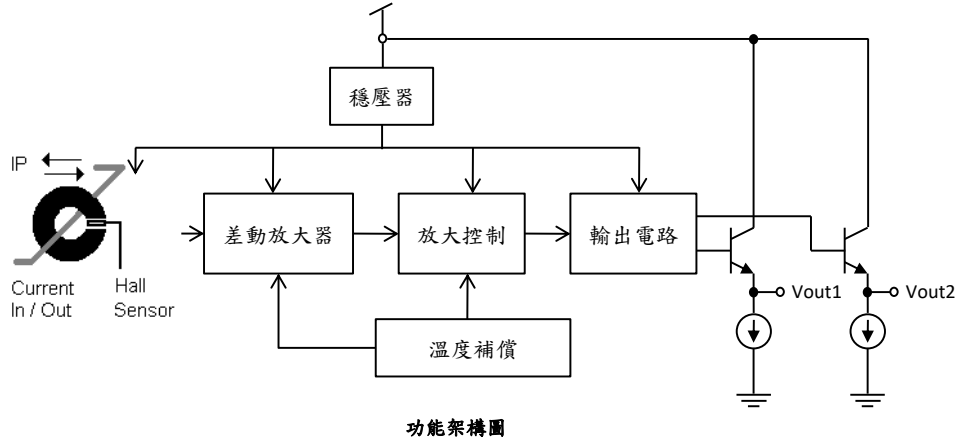 穩壓器
IP
差動放大器
放大控制
輸出電路
Current
In / Out
Hall
Sensor
Vout1
Vout2
溫度補償
功能架構圖